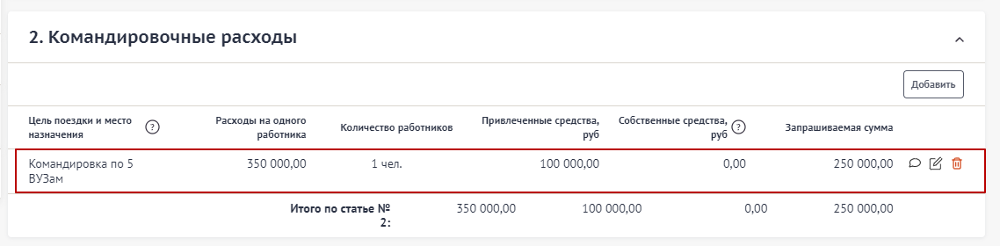 2. Командировочные расходы
Добавить
Цель поездки и место
назначения
?
Расходы на одного
работника
Количество работников
Привлеченные средства,
руб
Собственные средства,
руб
?
Запрашиваемая сумма
Командировка по 5
ВУЗам
350 000,00
1 чел.
100 000,00
0,00
250 000,00
Итого по статье №
2:
350 000,00
100 000,00
0,00
250 000,00